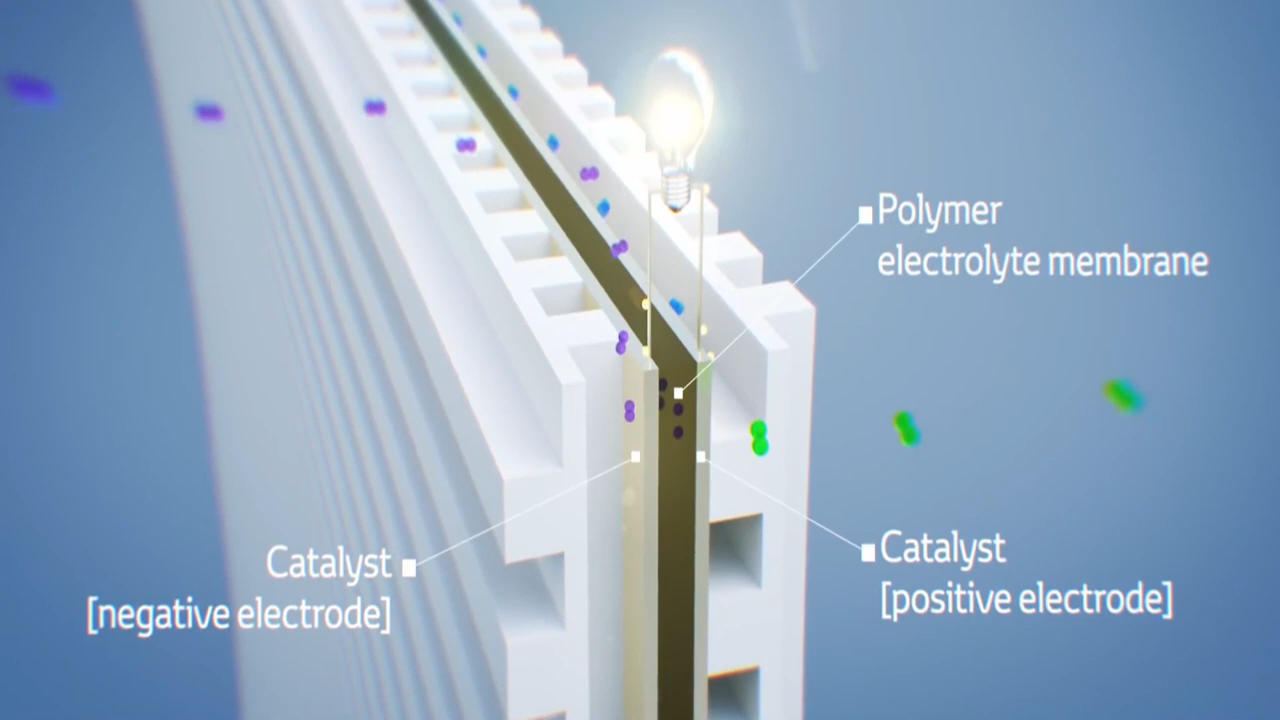 Polymer
electrolyte membrane
Catalyst
[negative electrode]
Catalyst
[positive electrode]